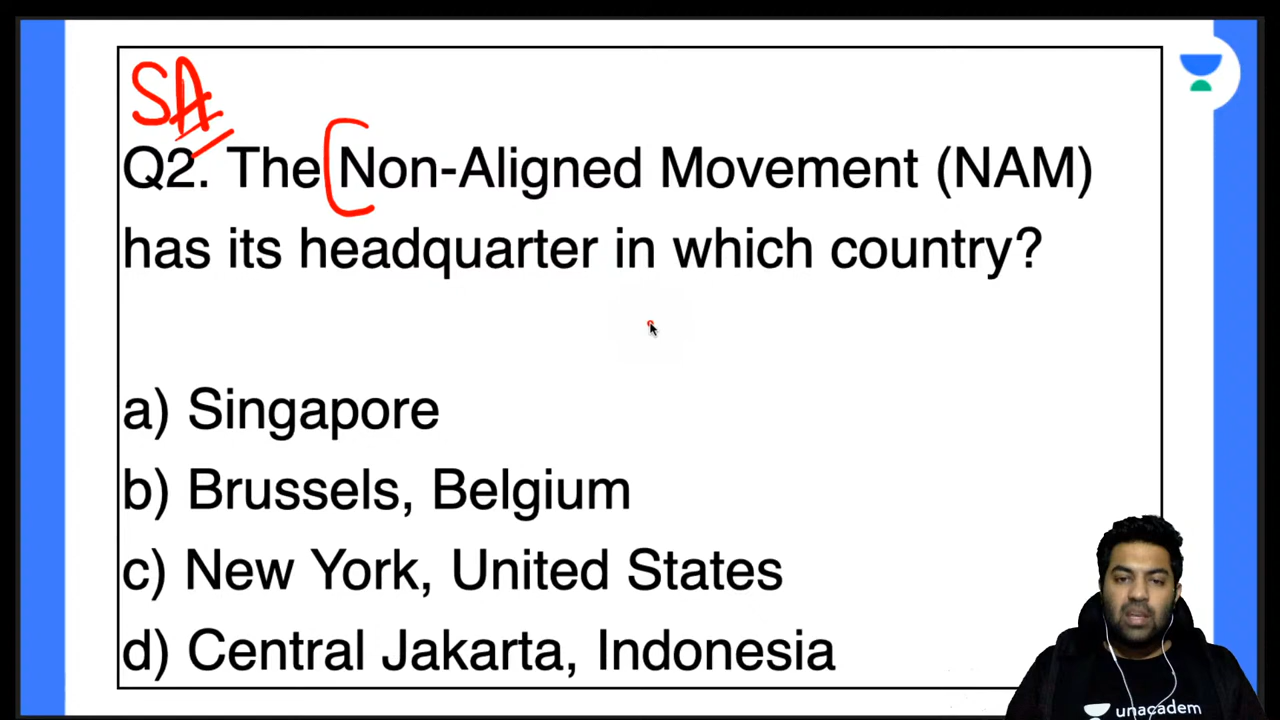 SA
Q2. The Non-Aligned Movement (NAM)
has its headquarter in which country?
a) Singapore
b) Brussels, Belgium
c) New York, United States
d) Central Jakarta, Indonesia
unacadem